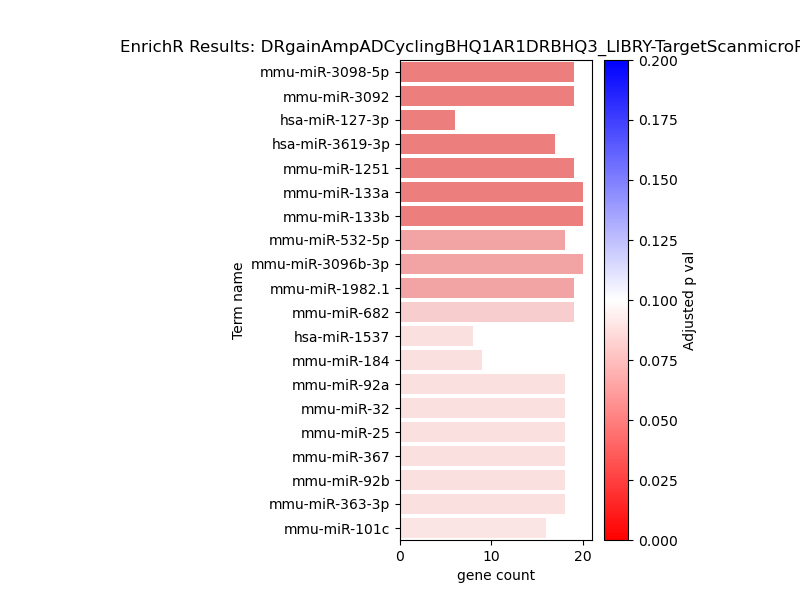 EnrichR Results: DRgainAmpADCyclingBHQ1AR1DRBHQ3_LIBRY-TargetScanmicroR
mmu-miR-3098-5p
mmu-miR-3092
hsa-miR-127-3p
hsa-miR-3619-3p
mmu-miR-1251
mmu-miR-133a
mmu-miR-133b
mmu-miR-532-5p
mmu-miR-3096b-3p
mmu-miR-1982.1
mmu-miR-682
hsa-miR-1537
mmu-miR-184
mmu-miR-92a
mmu-miR-32
mmu-miR-25
mmu-miR-367
mmu-miR-92b
mmu-miR-363-3p
mmu-miR-101c
Term name
0 10 20
gene count
0.200
0.175
0.150
0.125
0.100
0.075
0.050
0.025
0.000
Adjusted p val